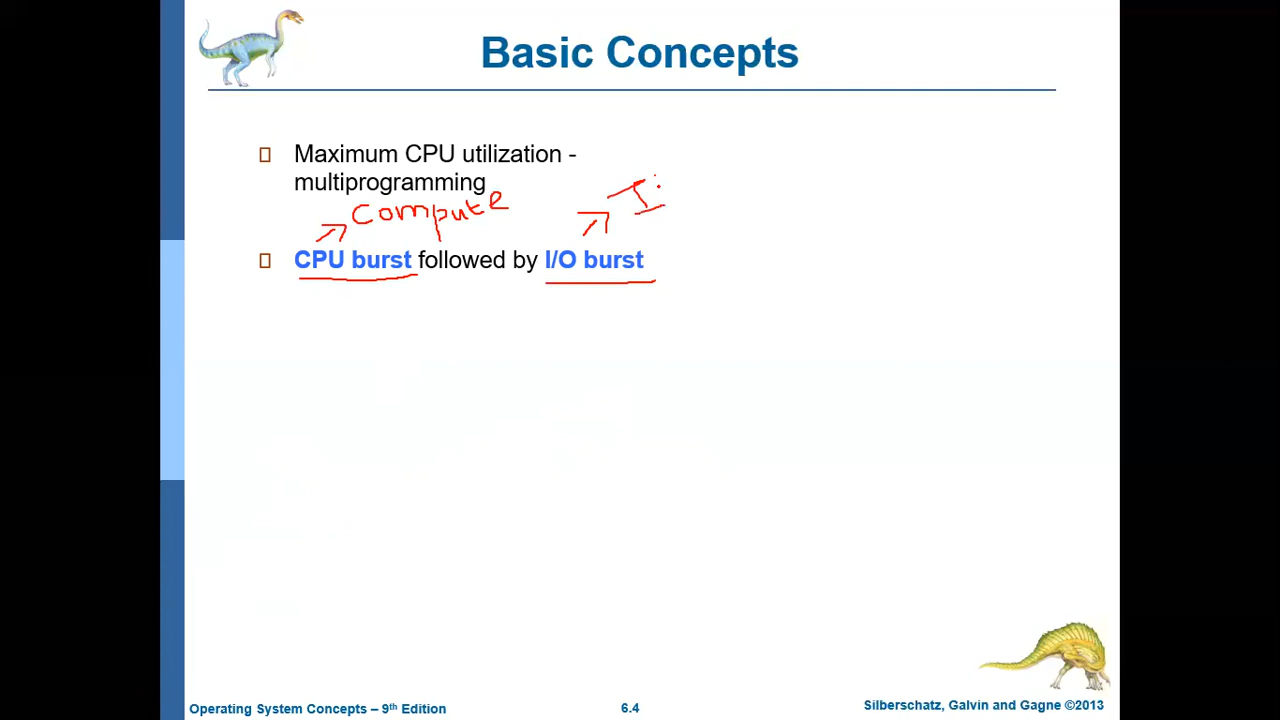 Basic Concepts
Maximum CPU utilization -
multiprogramming
Compute
CPU burst followed by I/O burst
Operating System Concepts – 9th Edition
6.4
Silberschatz, Galvin and Gagne ©2013